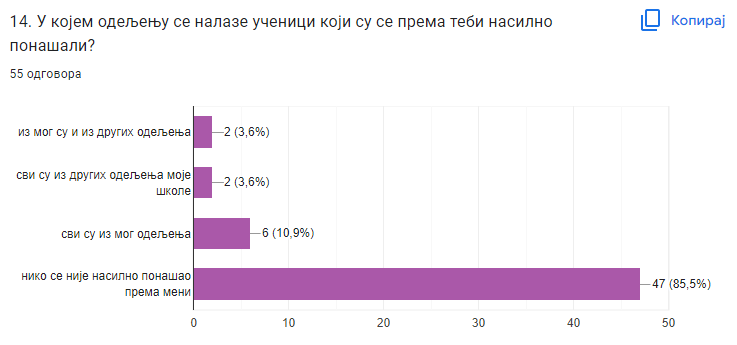 14. У којем одељењу се налазе ученици који су се према теби насилно
понашали?
Копирај
55 одговора
из мог су и из других одељења
2 (3,6%)
сви су из других одељења моје
школе
2 (3,6%)
сви су из мог одељења
6 (10,9%)
нико се није насилно понашао
према мени
47 (85,5%)
0 10 20 30 40 50